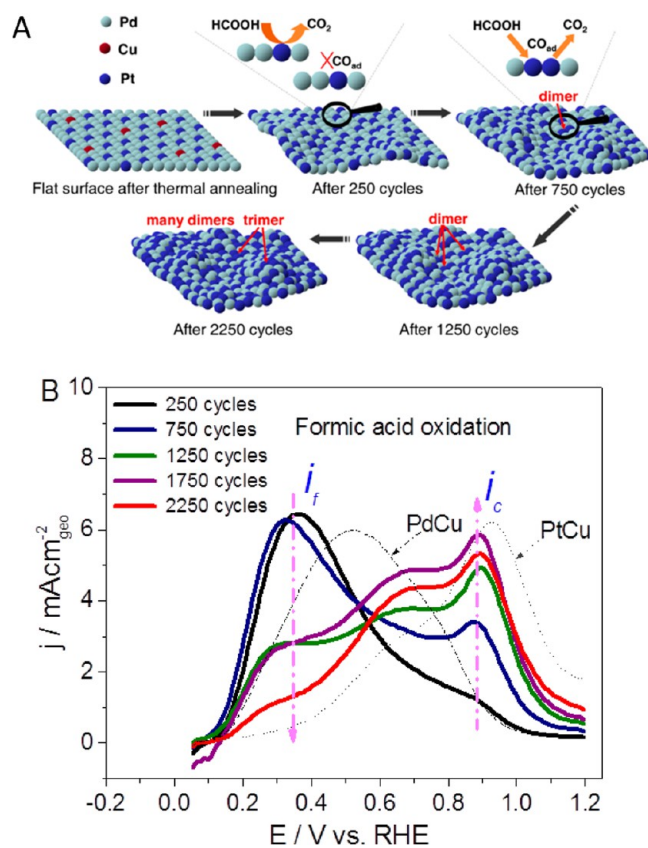 A
Pd
Cu
Pt
HCOOH
CO2
COad
HCOOH
CO2
COad
dimer
Flat surface after thermal annealing
After 250 cycles
After 750 cycles
many dimers trimer
dimer
After 2250 cycles
After 1250 cycles
B
250 cycles
750 cycles
1250 cycles
1750 cycles
2250 cycles
Formic acid oxidation
if
ic
PdCu
PtCu
j / mAcm-2geo
10
8
6
4
2
0
-0.2 0.0 0.2 0.4 0.6 0.8 1.0 1.2
E / V vs. RHE